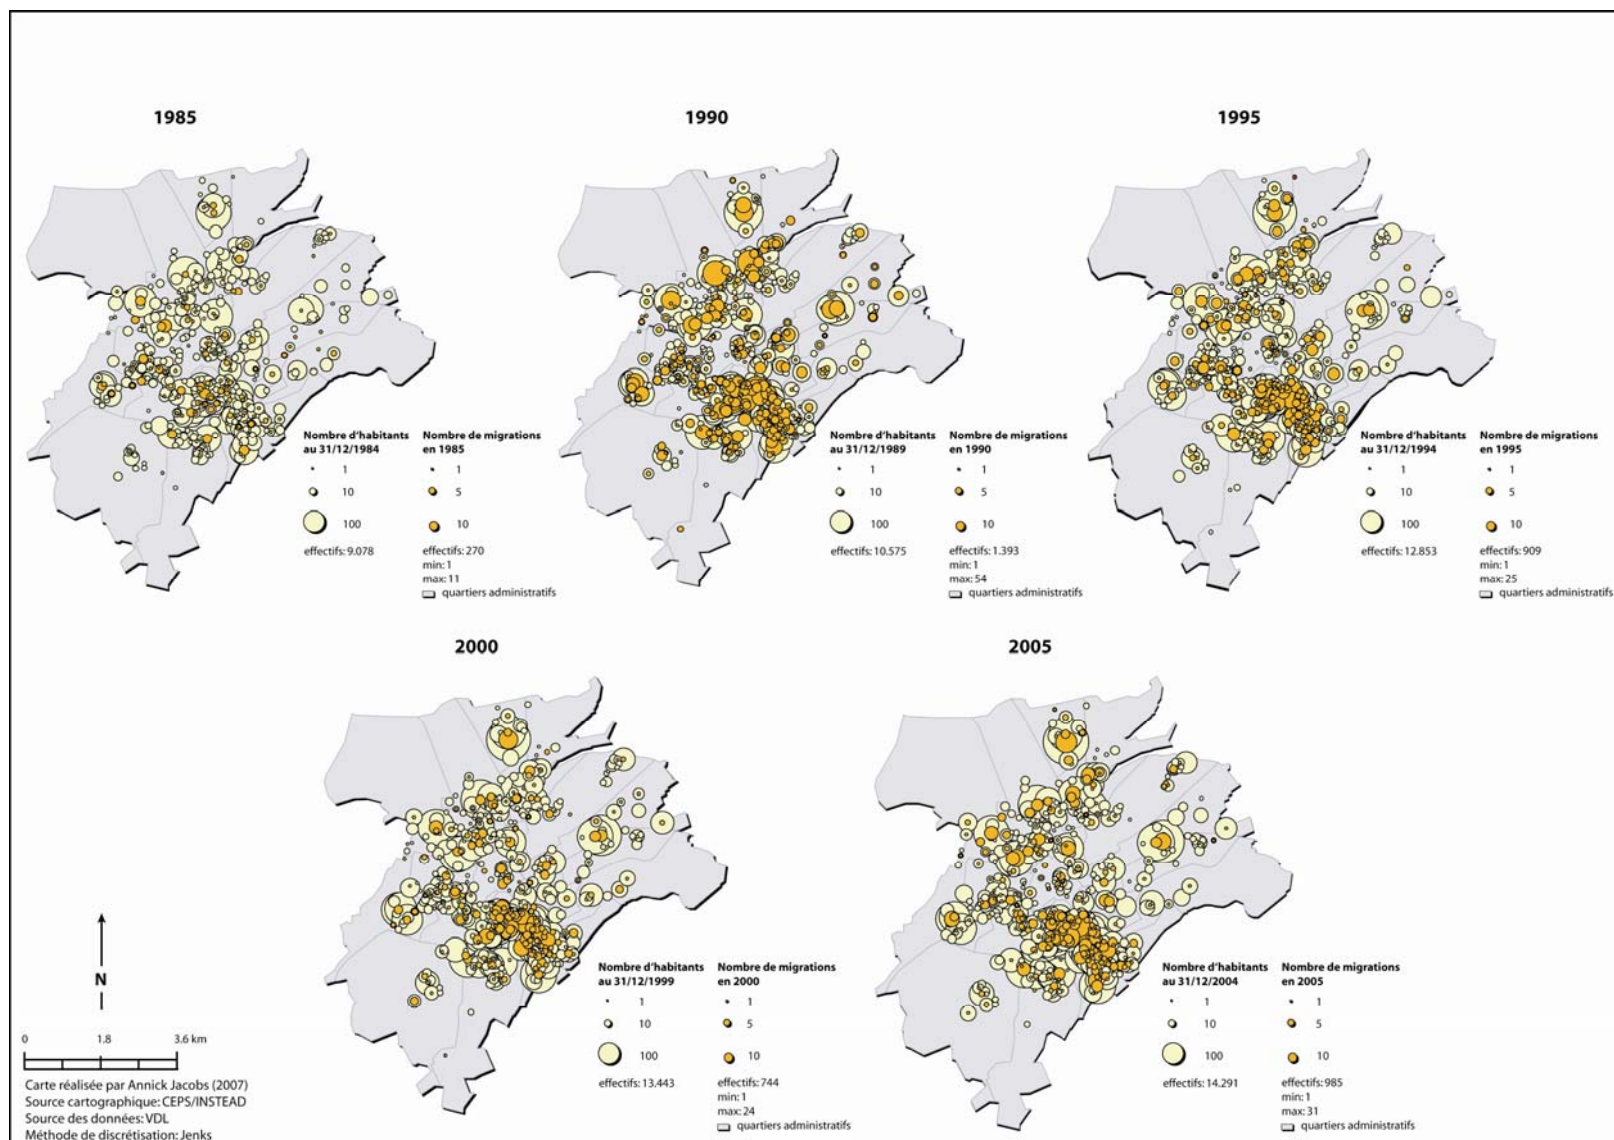 1985
1990
1995
Nombre d'habitants
au 31/12/1984
Nombre de migrations
en 1985
1
1
10
5
100
10
effectifs: 9.078
effectifs: 270
min: 1
max: 11
quartiers administratifs
Nombre d'habitants
au 31/12/1989
Nombre de migrations
en 1990
1
1
10
5
100
10
effectifs: 10.575
effectifs: 1.393
min: 1
max: 54
quartiers administratifs
Nombre d'habitants
au 31/12/1994
Nombre de migrations
en 1995
1
1
10
5
100
10
effectifs: 12.853
effectifs: 909
min: 1
max: 25
quartiers administratifs
2000
2005
Nombre d'habitants
au 31/12/1999
Nombre de migrations
en 2000
1
1
10
5
100
10
effectifs: 13.443
effectifs: 744
min: 1
max: 24
quartiers administratifs
Nombre d'habitants
au 31/12/2004
Nombre de migrations
en 2005
1
1
10
5
100
10
effectifs: 14.291
effectifs: 985
min: 1
max: 31
quartiers administratifs
N
0 1.8 3.6 km
Carte réalisée par Annick Jacobs (2007)
Source cartographique: CEPS/INSTEAD
Source des données: VDL
Méthode de discrétisation: Jenks